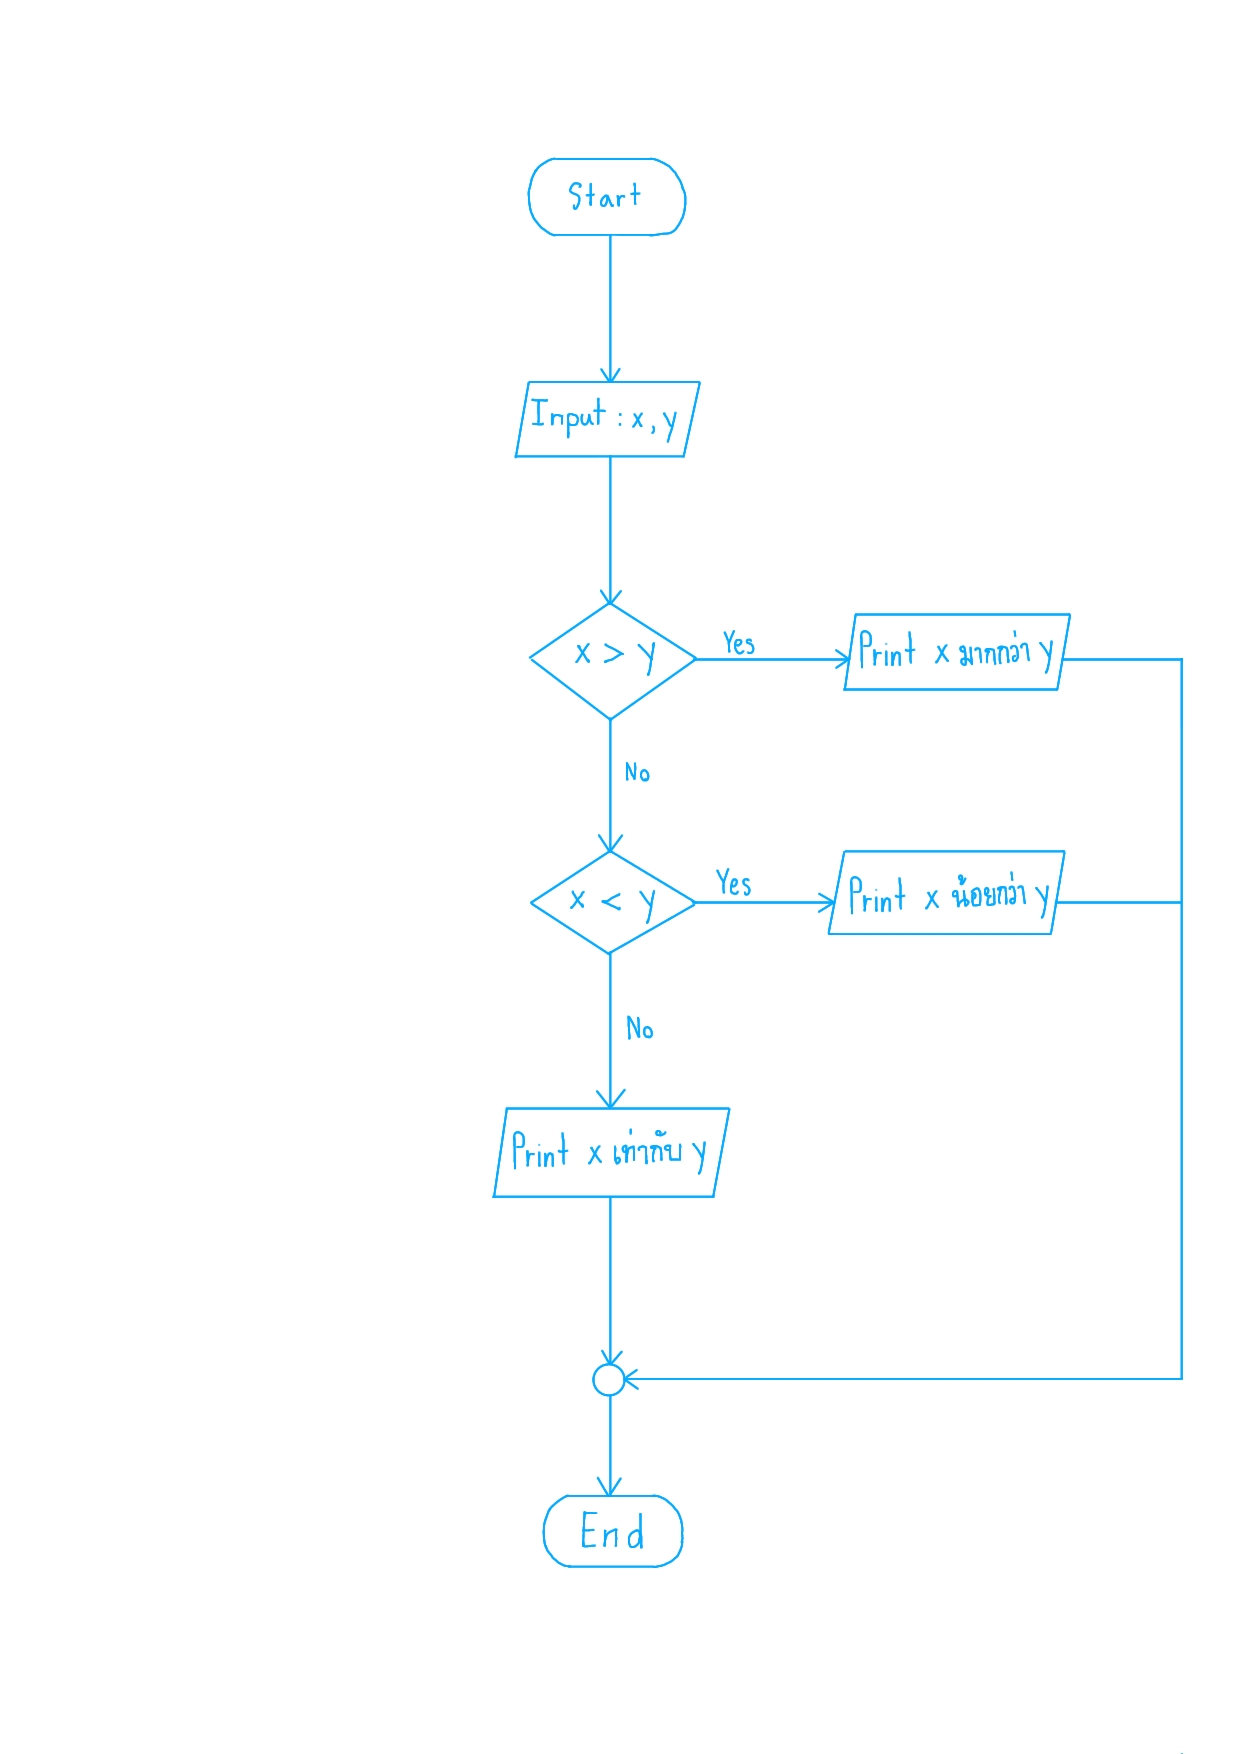 Start
Input : x, y
x > y
Yes
Print x มากกว่า y
No
x < y
Yes
Print x น้อยกว่า y
No
Print x เท่ากับ y
End